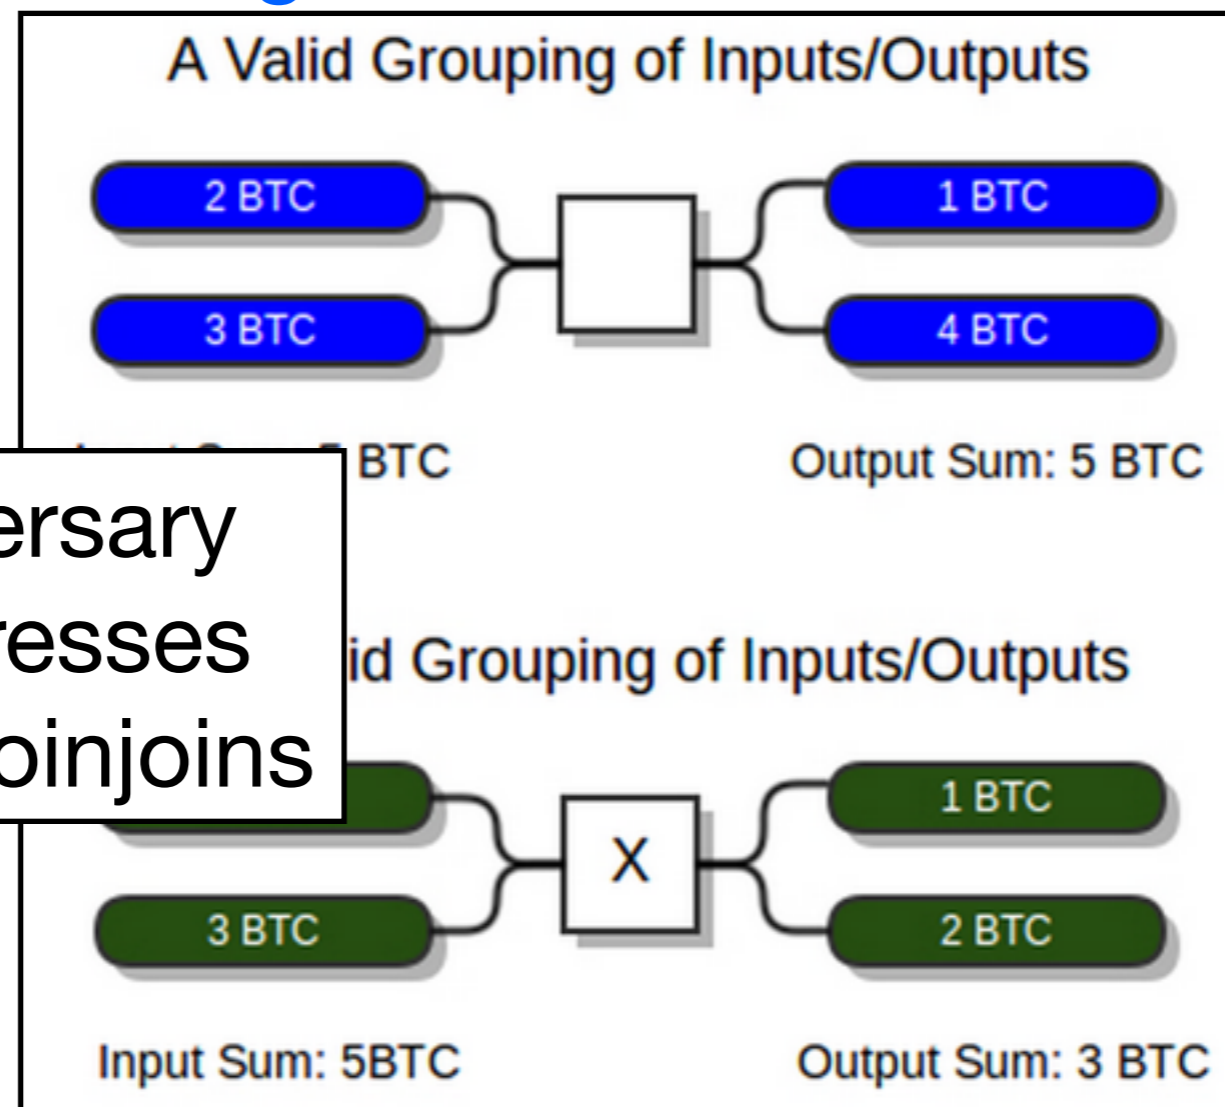 A Valid Grouping of Inputs/Outputs
2 BTC
1 BTC
3 BTC
4 BTC
BTC
Output Sum: 5 BTC
ersary
resses
oinjoins
id Grouping of Inputs/Outputs
1 BTC
X
3 BTC
2 BTC
Input Sum: 5BTC
Output Sum: 3 BTC